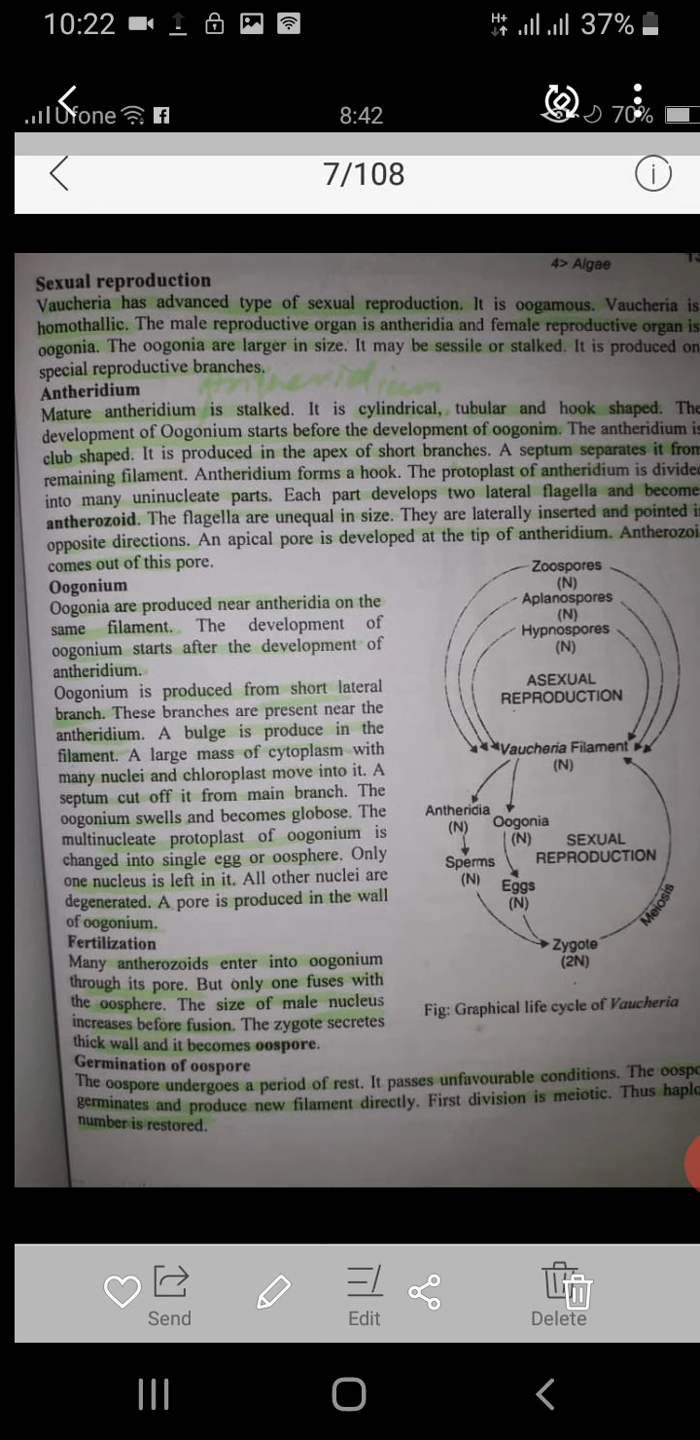 10:22
H+
37%
Ufone
8:42
70%
7/108
4> Algae
Sexual reproduction
Vaucheria has advanced type of sexual reproduction. It is oogamous. Vaucheria is
homothallic. The male reproductive organ is antheridia and female reproductive organ is
oogonia. The oogonia are larger in size. It may be sessile or stalked. It is produced on
special reproductive branches.
Antheridium
Antheridium
Mature antheridium is stalked. It is cylindrical, tubular and hook shaped. The
development of Oogonium starts before the development of oogonim. The antheridium is
club shaped. It is produced in the apex of short branches. A septum separates it from
remaining filament. Antheridium forms a hook. The protoplast of antheridium is divided
into many uninucleate parts. Each part develops two lateral flagella and become
antherozoid. The flagella are unequal in size. They are laterally inserted and pointed in
opposite directions. An apical pore is developed at the tip of antheridium. Antherozoi
comes out of this pore.
Oogonium
Oogonia are produced near antheridia on the
same filament. The development of
oogonium starts after the development of
antheridium.
Oogonium is produced from short lateral
branch. These branches are present near the
antheridium. A bulge is produce in the
filament. A large mass of cytoplasm with
many nuclei and chloroplast move into it. A
septum cut off it from main branch. The
oogonium swells and becomes globose. The
multinucleate protoplast of oogonium is
changed into single egg or oosphere. Only
one nucleus is left in it. All other nuclei are
degenerated. A pore is produced in the wall
of oogonium.
Fertilization
Many antherozoids enter into oogonium
through its pore. But only one fuses with
the oosphere. The size of male nucleus
increases before fusion. The zygote secretes
thick wall and it becomes oospore.
Zoospores
(N)
Aplanospores
(N)
Hypnospores
(N)
ASEXUAL
REPRODUCTION
Vaucheria Filament
(N)
Antheridia
(N)
Oogonia
(N)
SEXUAL
REPRODUCTION
Sperms
(N)
Eggs
(N)
Meiosis
Zygote
(2N)
Fig: Graphical life cycle of Vaucheria
Germination of oospore
The oospore undergoes a period of rest. It passes unfavourable conditions. The oospo
germinates and produce new filament directly. First division is meiotic. Thus haplo
number is restored.
Send
Edit
Delete